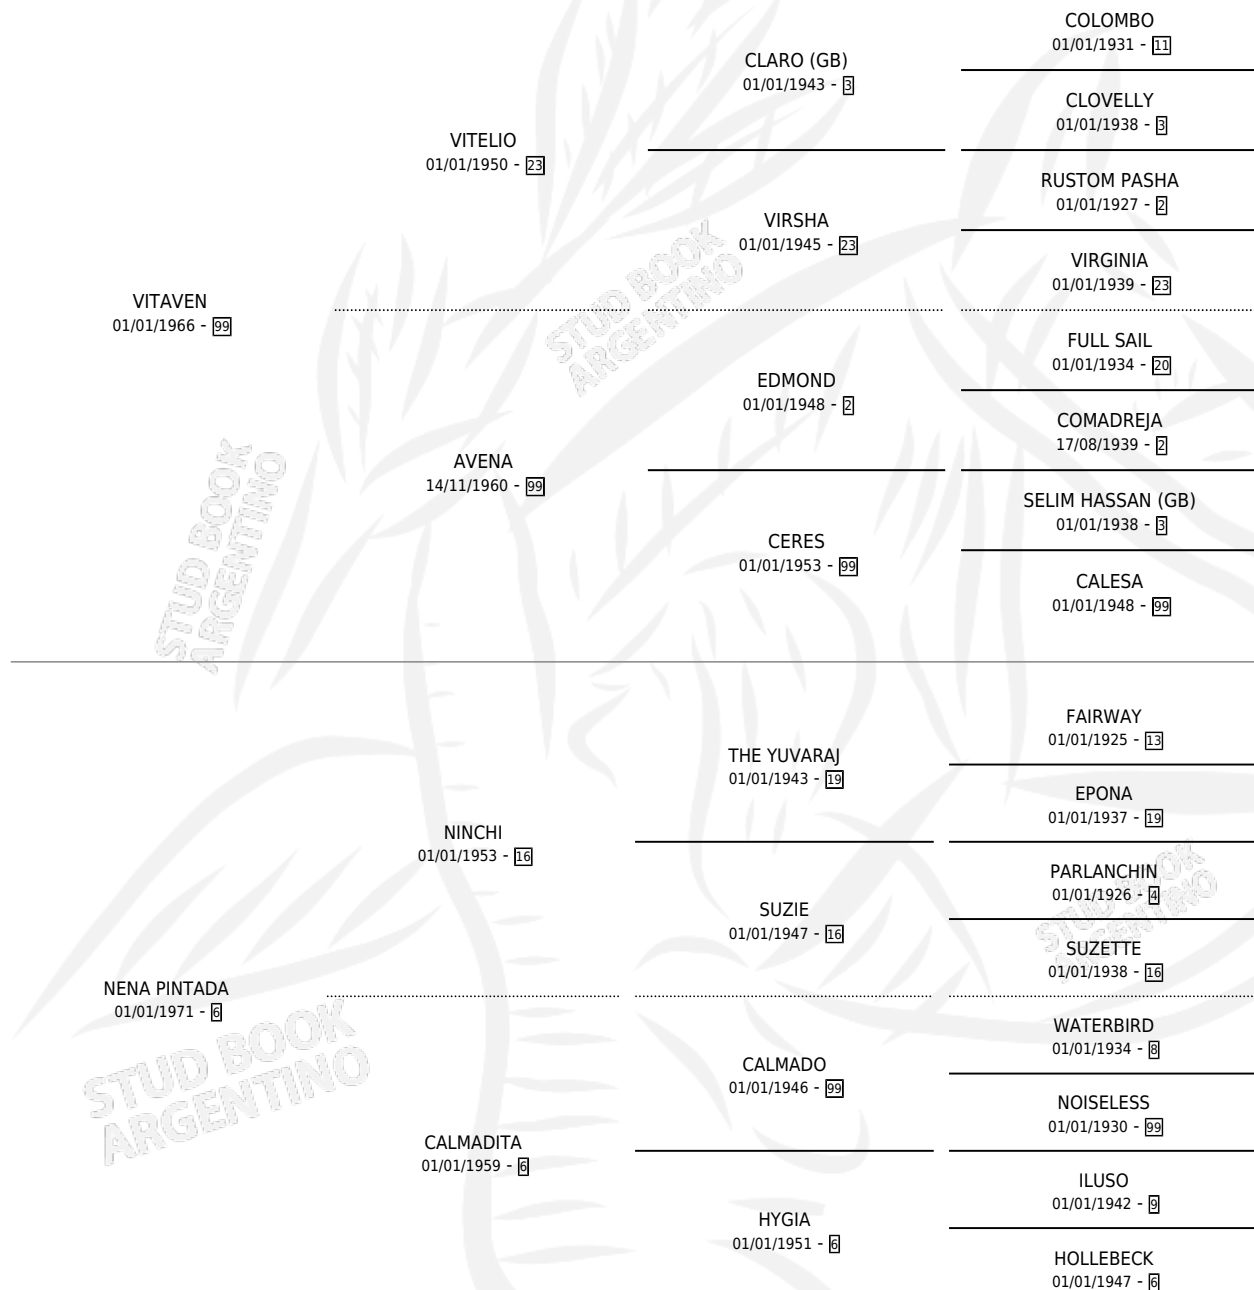 COLOMBO
01/01/1931 - 11
CLARO (GB)
01/01/1943 - 3
CLOVELLY
01/01/1938 - 3
VITELIO
01/01/1950 - 23
RUSTOM PASHA
01/01/1927 - 2
VIRSHA
01/01/1945 - 23
VIRGINIA
01/01/1939 - 23
VITAVEN
01/01/1966 - 99
STUD BOOK
ARGENTINO
FULL SAIL
01/01/1934 - 20
EDMOND
01/01/1948 - 2
COMADREJA
17/08/1939 - 2
AVENA
14/11/1960 - 99
SELIM HASSAN (GB)
01/01/1938 - 3
CERES
01/01/1953 - 99
CALESA
01/01/1948 - 99
STUD BOOK
ARGENTINO
FAIRWAY
01/01/1925 - 13
THE YUVARAJ
01/01/1943 - 19
EPONA
01/01/1937 - 19
NINCHI
01/01/1953 - 16
PARLANCHIN
01/01/1926 - 4
SUZIE
01/01/1947 - 16
SUZETTE
01/01/1938 - 16
STUD BOOK
ARGENTINO
NENA PINTADA
01/01/1971 - 6
WATERBIRD
01/01/1934 - 8
CALMADO
01/01/1946 - 99
NOISELESS
01/01/1930 - 99
STUD BOOK
ARGENTINO
CALMADITA
01/01/1959 - 6
ILUSO
01/01/1942 - 9
HYGIA
01/01/1951 - 6
HOLLEBECK
01/01/1947 - 6